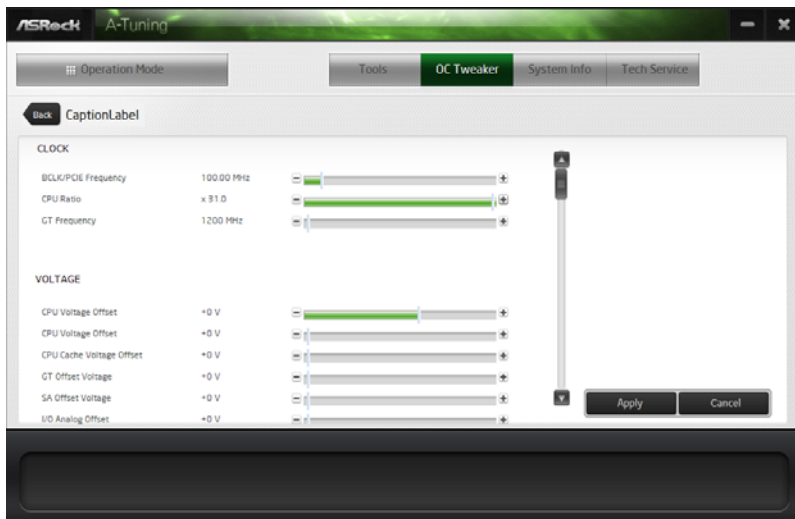 ASRock A-Tuning
Operation Mode Tools OC Tweaker System Info Tech Service
Back CaptionLabel
CLOCK
BCLK/PCIE Frequency 100.00 MHz
CPU Ratio x 31.0
GT Frequency 1200 MHz
VOLTAGE
CPU Voltage Offset +0 V
CPU Voltage Offset +0 V
CPU Cache Voltage Offset +0 V
GT Offset Voltage +0 V
SA Offset Voltage +0 V
I/O Analog Offset +0 V
Apply Cancel